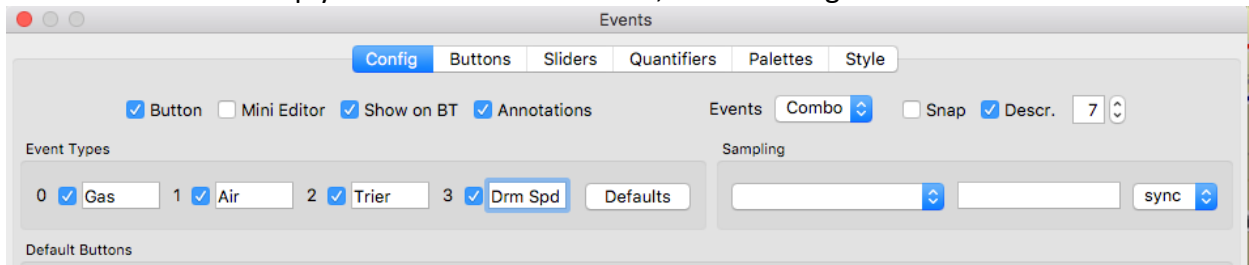 Events
Config Buttons Sliders Quantifiers Palettes Style
Button Mini Editor Show on BT Annotations Events Combo Snap Descr. 7
Event Types Sampling
0 Gas 1 Air 2 Trier 3 Drm Spd Defaults sync
Default Buttons